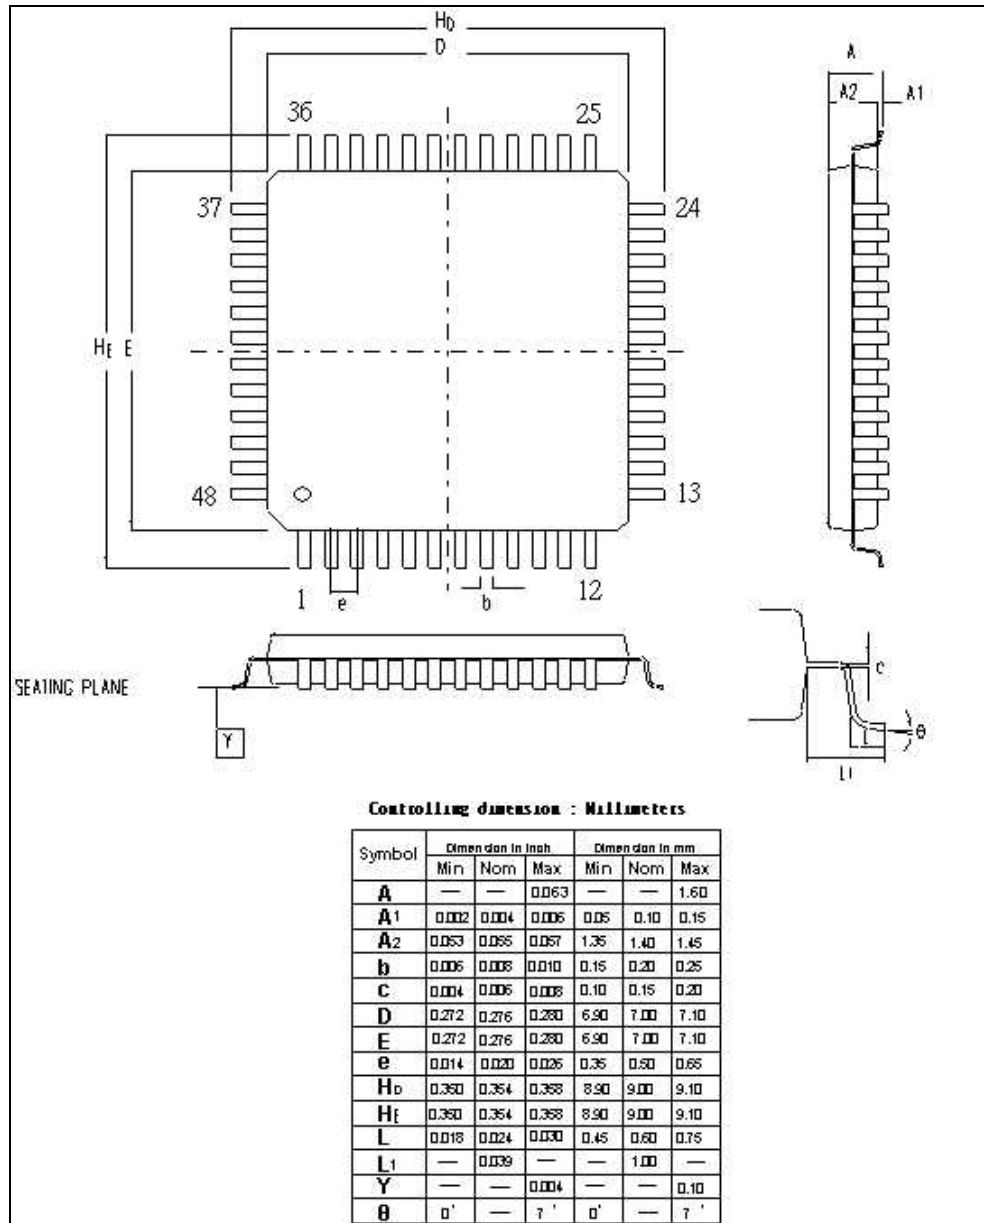 HD
D
A
A2 A1
36 25
37 24
HE E
48 13
1 e b 12
SEATING PLANE
Y
c
L
θ
L1
Controlling dimension : Millimeters
Symbol Dimension in inch Dimension in mm
Min Nom Max Min Nom Max
A — — 0.063 — — 1.60
A1 0.002 0.004 0.006 0.05 0.10 0.15
A2 0.053 0.055 0.057 1.35 1.40 1.45
b 0.006 0.008 0.010 0.15 0.20 0.25
c 0.004 0.006 0.008 0.10 0.15 0.20
D 0.272 0.276 0.280 6.90 7.00 7.10
E 0.272 0.276 0.280 6.90 7.00 7.10
e 0.014 0.020 0.026 0.35 0.50 0.65
HD 0.350 0.354 0.358 8.90 9.00 9.10
HE 0.350 0.354 0.358 8.90 9.00 9.10
L 0.018 0.024 0.030 0.45 0.60 0.75
L1 — 0.039 — — 1.00 —
Y — — 0.004 — — 0.10
θ 0° — 7° 0° — 7°